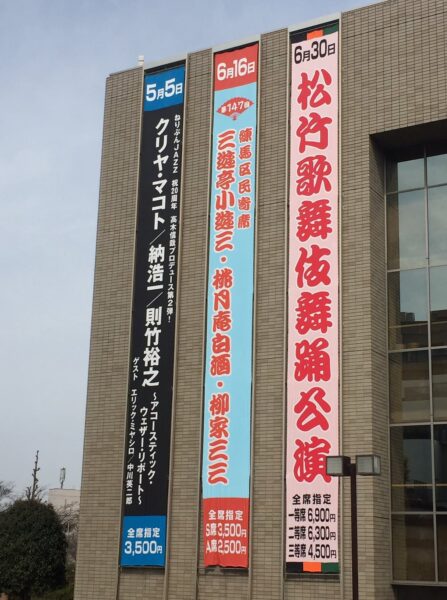 5月5日
ねりぶんJAZZ 祝20周年 高木信哉プロデュース第2弾!
クリヤ・マコト/納浩一/則竹裕之
~アコースティック・
ウェザー・リポート~
ゲスト エリック・ミヤシロ/中川英二郎
全席指定
3,500円
6月16日
第147回
練馬区民寄席
三遊亭小遊三・桃月庵白酒・柳家三三
全席指定
S席3,500円
A席2,500円
6月30日
松竹歌舞伎舞踊公演
全席指定
一等席 6,900円
二等席 6,300円
三等席 4,500円